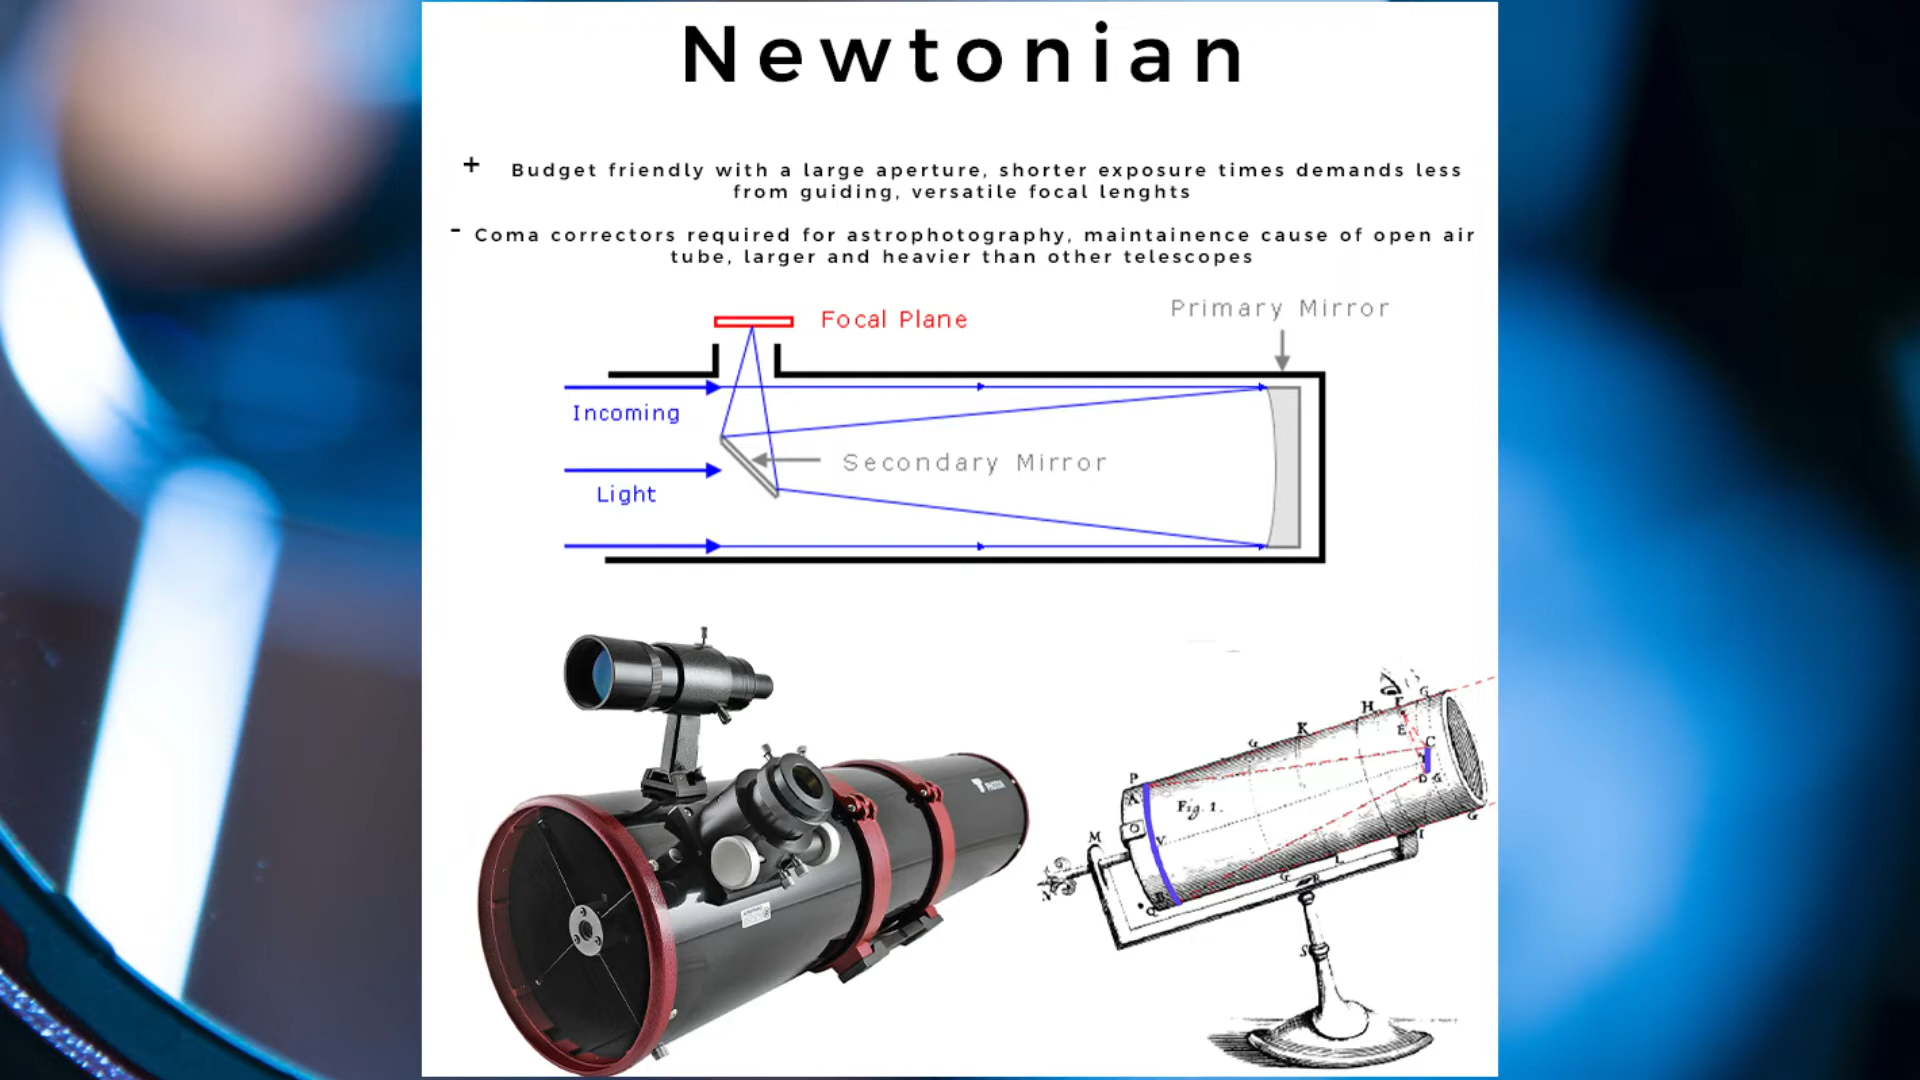 Newtonian
+ Budget friendly with a large aperture, shorter exposure times demands less
from guiding, versatile focal lenghts
- Coma correctors required for astrophotography, maintainence cause of open air
tube, larger and heavier than other telescopes
Primary Mirror
Focal Plane
Incoming
Secondary Mirror
Light
PHOTON
G
F
H
E
K
G
C
P
D G
A
Fig. 1.
G
M
V
I
G
N
S